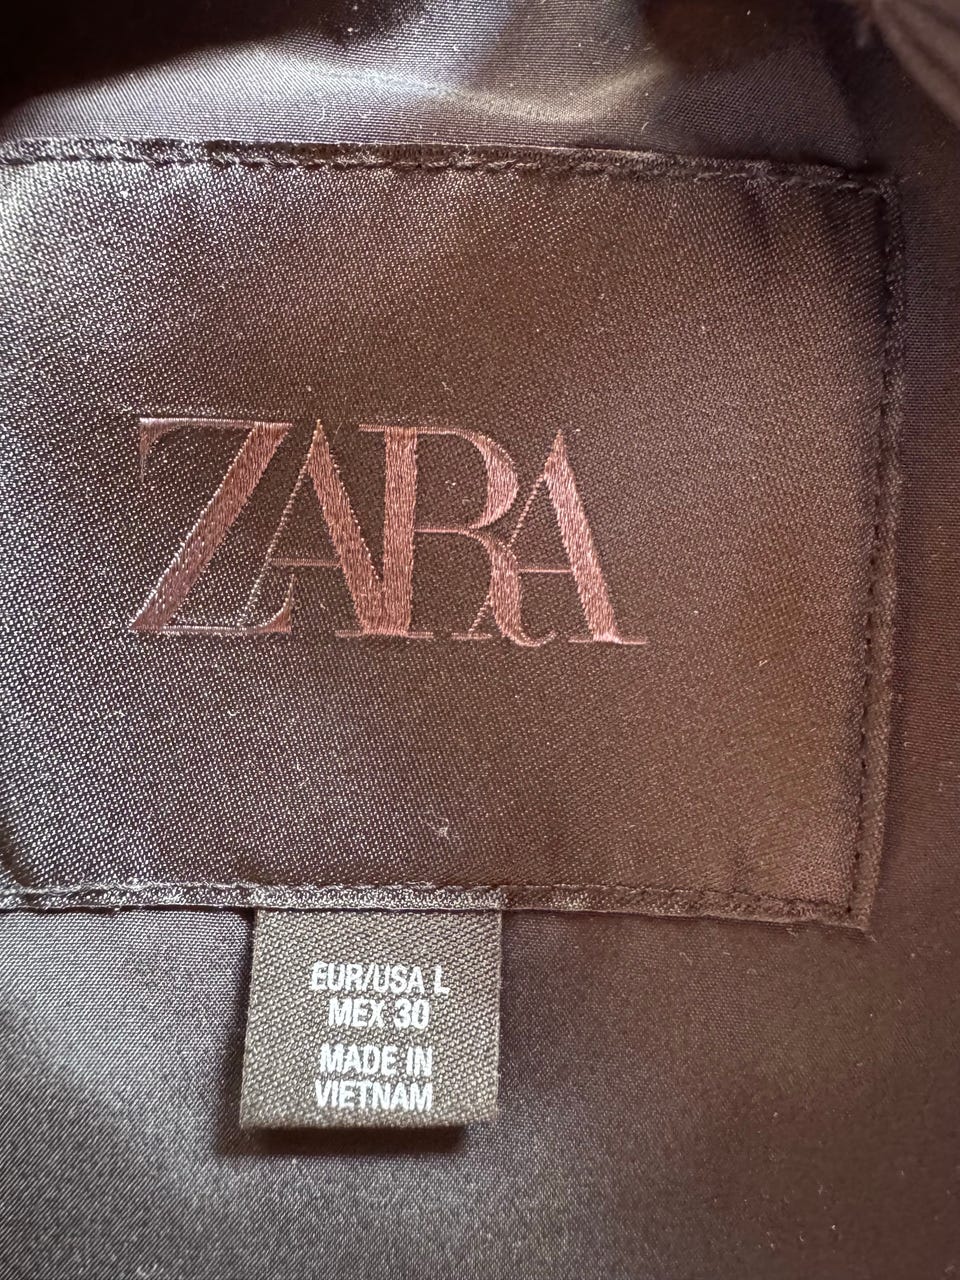 ZARA
EUR/USA L
MEX 30
MADE IN
VIETNAM